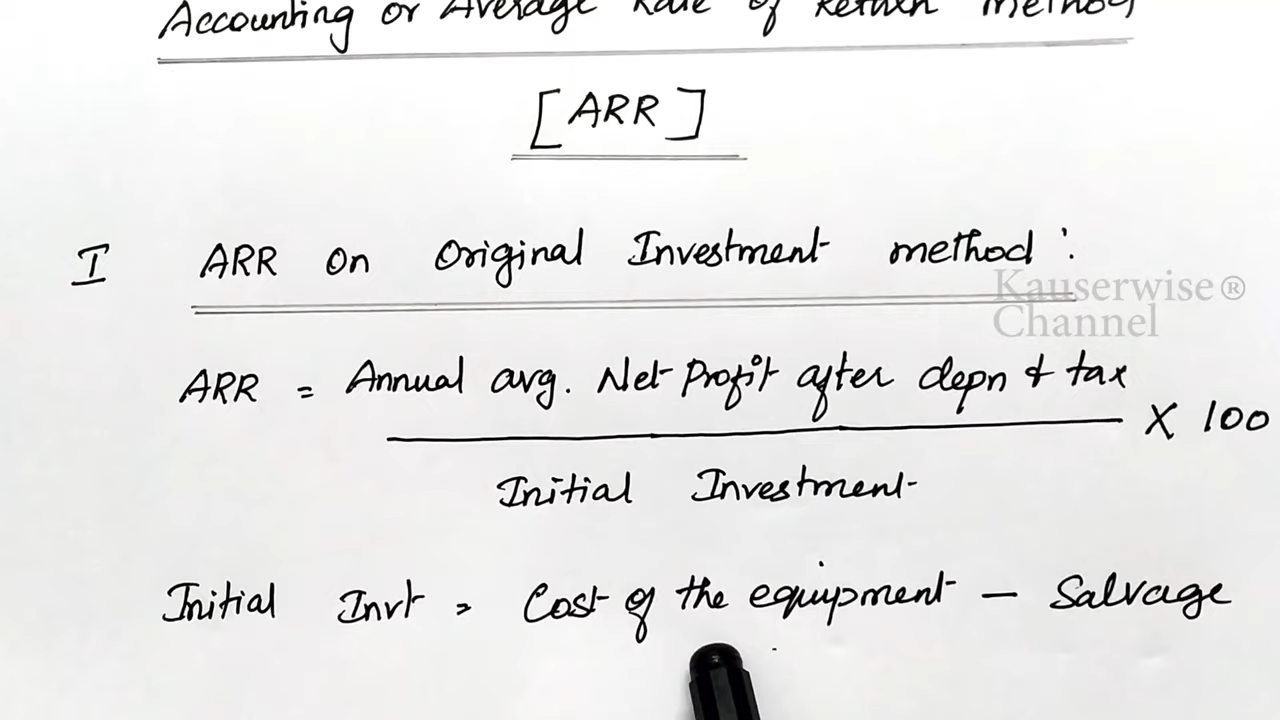 Accounting or Average Rate of Return Method
[ARR]
I ARR on Original Investment method:
Kauserwise®
Channel
ARR = Annual avg. Net Profit after depn & tax
X 100
Initial Investment
Initial Invt = Cost of the equipment – Salvage